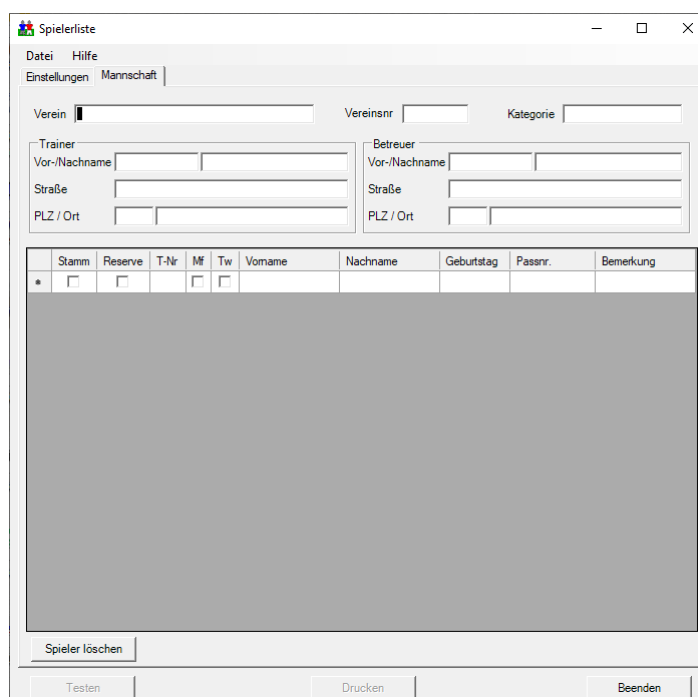 Spielerliste
Datei Hilfe
Einstellungen Mannschaft
Verein Vereinsnr Kategorie
Trainer Betreuer
Vor-/Nachname Vor-/Nachname
Straße Straße
PLZ / Ort PLZ / Ort
Stamm Reserve T-Nr Mf Tw Vorname Nachname Geburtstag Passnr. Bemerkung
Spieler löschen
Testen Drucken Beenden